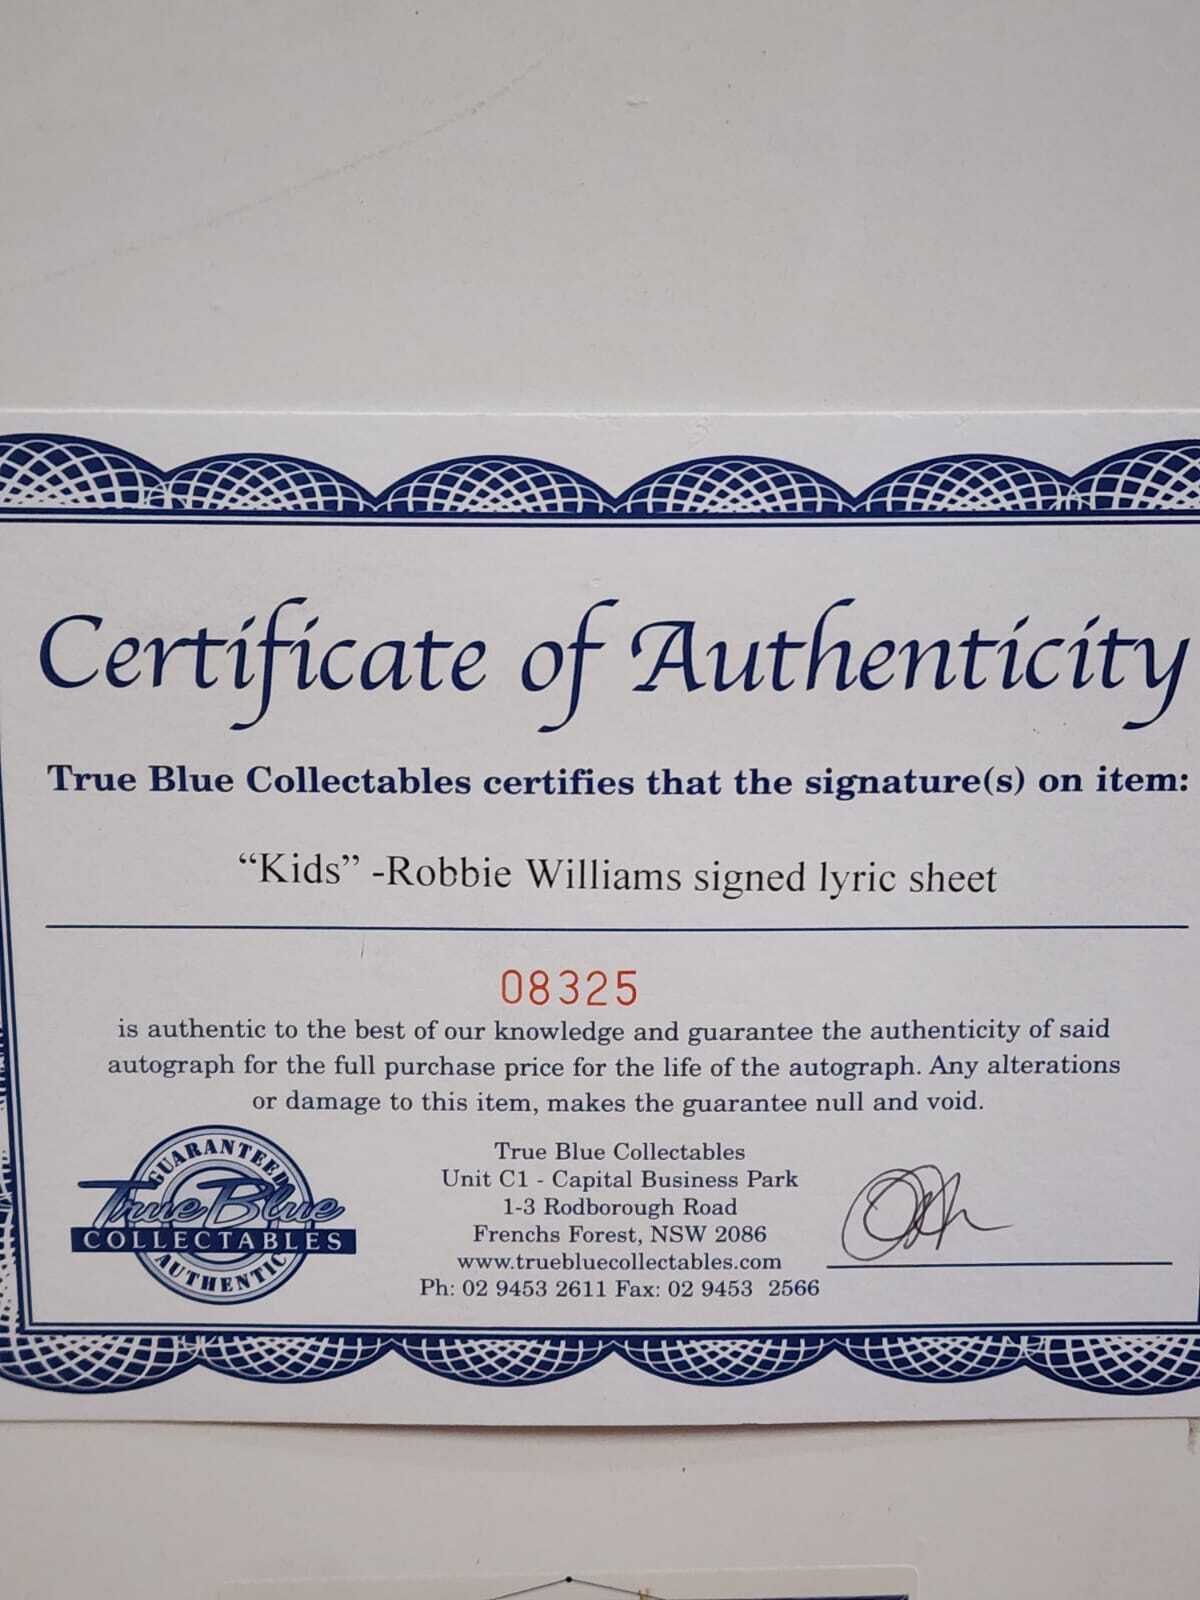 Certificate of Authenticity
True Blue Collectables certifies that the signature(s) on item:
“Kids” -Robbie Williams signed lyric sheet
08325
is authentic to the best of our knowledge and guarantee the authenticity of said
autograph for the full purchase price for the life of the autograph. Any alterations
or damage to this item, makes the guarantee null and void.
GUARANTEED
True Blue
COLLECTABLES
AUTHENTIC
True Blue Collectables
Unit C1 - Capital Business Park
1-3 Rodborough Road
Frenchs Forest, NSW 2086
www.truebluecollectables.com
Ph: 02 9453 2611 Fax: 02 9453 2566